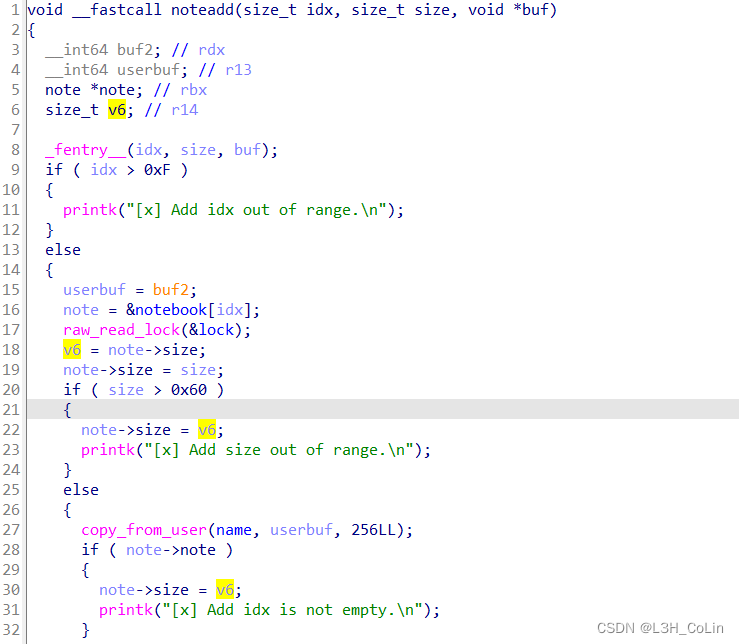 1 void __fastcall noteadd(size_t idx, size_t size, void *buf)
2 {
3 __int64 buf2; // rdx
4 __int64 userbuf; // r13
5 note *note; // rbx
6 size_t v6; // r14
7
8 _fentry__(idx, size, buf);
9 if ( idx > 0xF )
10 {
11 printk("[x] Add idx out of range.\n");
12 }
13 else
14 {
15 userbuf = buf2;
16 note = &notebook[idx];
17 raw_read_lock(&lock);
18 v6 = note->size;
19 note->size = size;
20 if ( size > 0x60 )
21 {
22 note->size = v6;
23 printk("[x] Add size out of range.\n");
24 }
25 else
26 {
27 copy_from_user(name, userbuf, 256LL);
28 if ( note->note )
29 {
30 note->size = v6;
31 printk("[x] Add idx is not empty.\n");
32 }
CSDN @L3H_CoLin